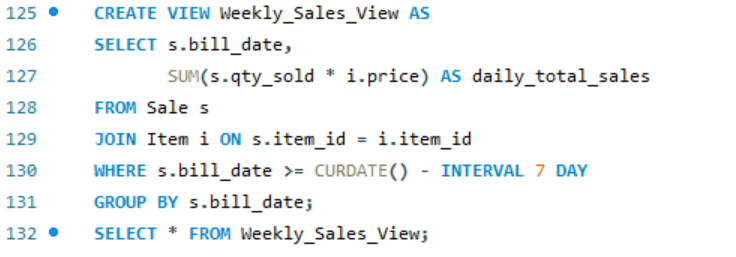 125 CREATE VIEW Weekly_Sales_View AS
126 SELECT s.bill_date,
127 SUM(s.qty_sold * i.price) AS daily_total_sales
128 FROM Sale s
129 JOIN Item i ON s.item_id = i.item_id
130 WHERE s.bill_date >= CURDATE() - INTERVAL 7 DAY
131 GROUP BY s.bill_date;
132 SELECT * FROM Weekly_Sales_View;